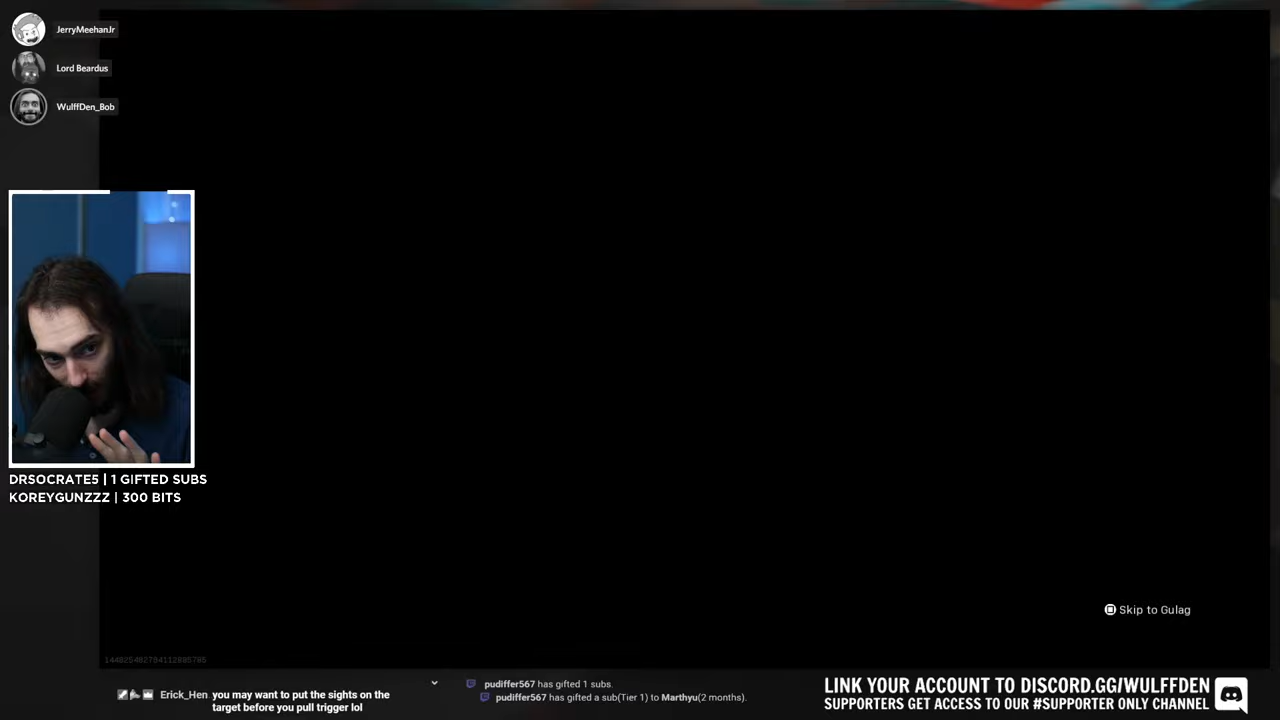 JerryMeehanJr
Lord Beardus
WulffDen_Bob
DRSOCRATE5 | 1 GIFTED SUBS
KOREYGUNZZZ | 300 BITS
Skip to Gulag
Erick_Hen you may want to put the sights on the
target before you pull trigger lol
pudiffer567 has gifted 1 subs.
pudiffer567 has gifted a sub(Tier 1) to Marthyu(2 months).
LINK YOUR ACCOUNT TO DISCORD.GG/WULFFDEN
SUPPORTERS GET ACCESS TO OUR #SUPPORTER ONLY CHANNEL